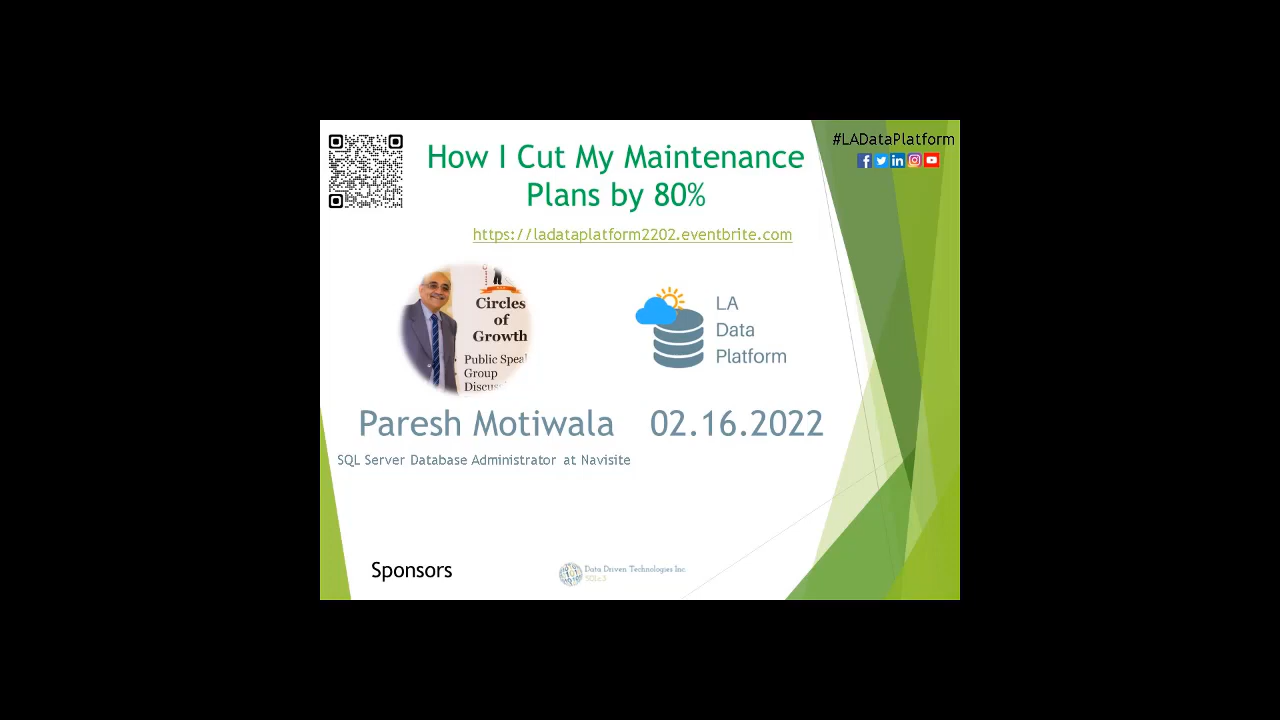 #LADataPlatform
How I Cut My Maintenance
Plans by 80%
https://ladataplatform2202.eventbrite.com
Circles
of
Growth
Public
Group
LA
Data
Platform
Paresh Motiwala 02.16.2022
SQL Server Database Administrator at Navisite
Sponsors
Data Driven Technologies Inc.